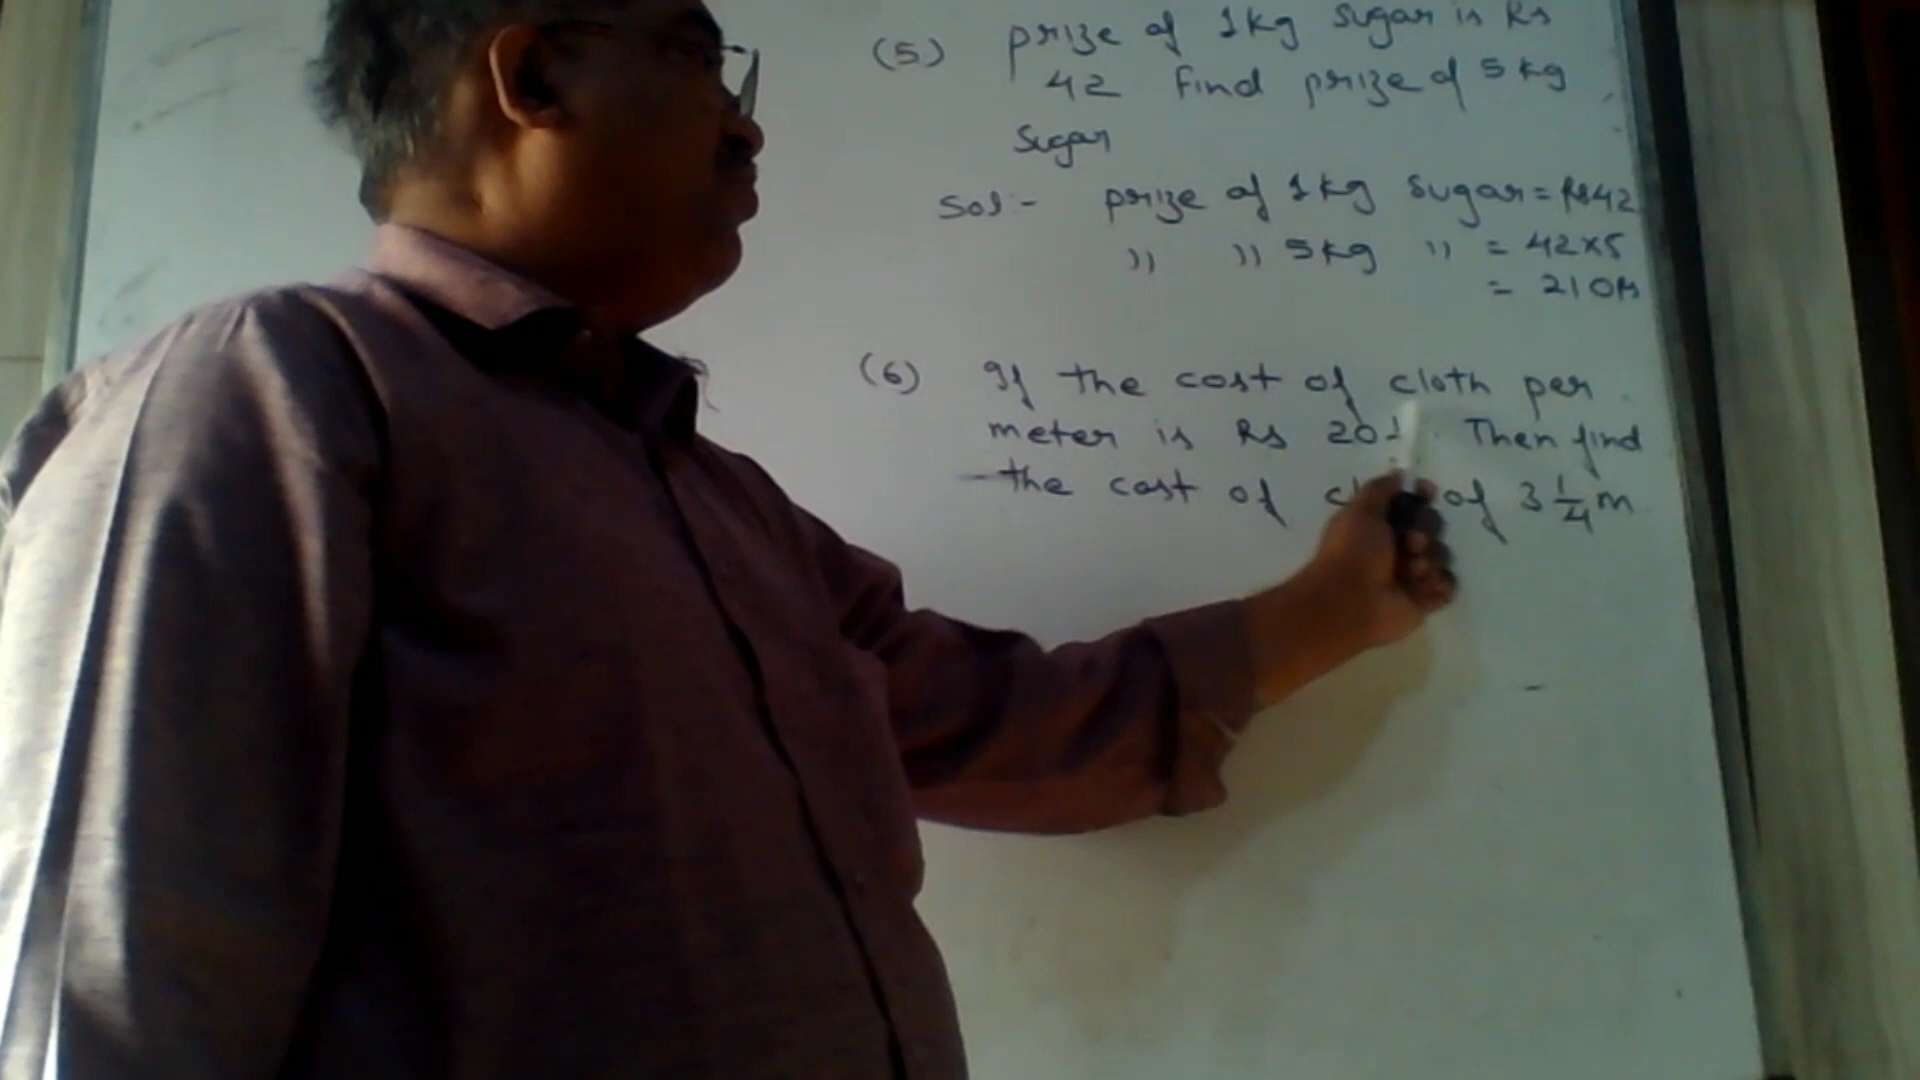 (5) prize of 1kg sugar is Rs
42 Find prize of 5 kg
Sugar
Sol:- prize of 1kg sugar = Rs42
,, ,, 5kg ,, = 42×5
= 210Rs
(6) If the cost of cloth per
meter is Rs 20 Then find
the cost of of 3 1/4 m